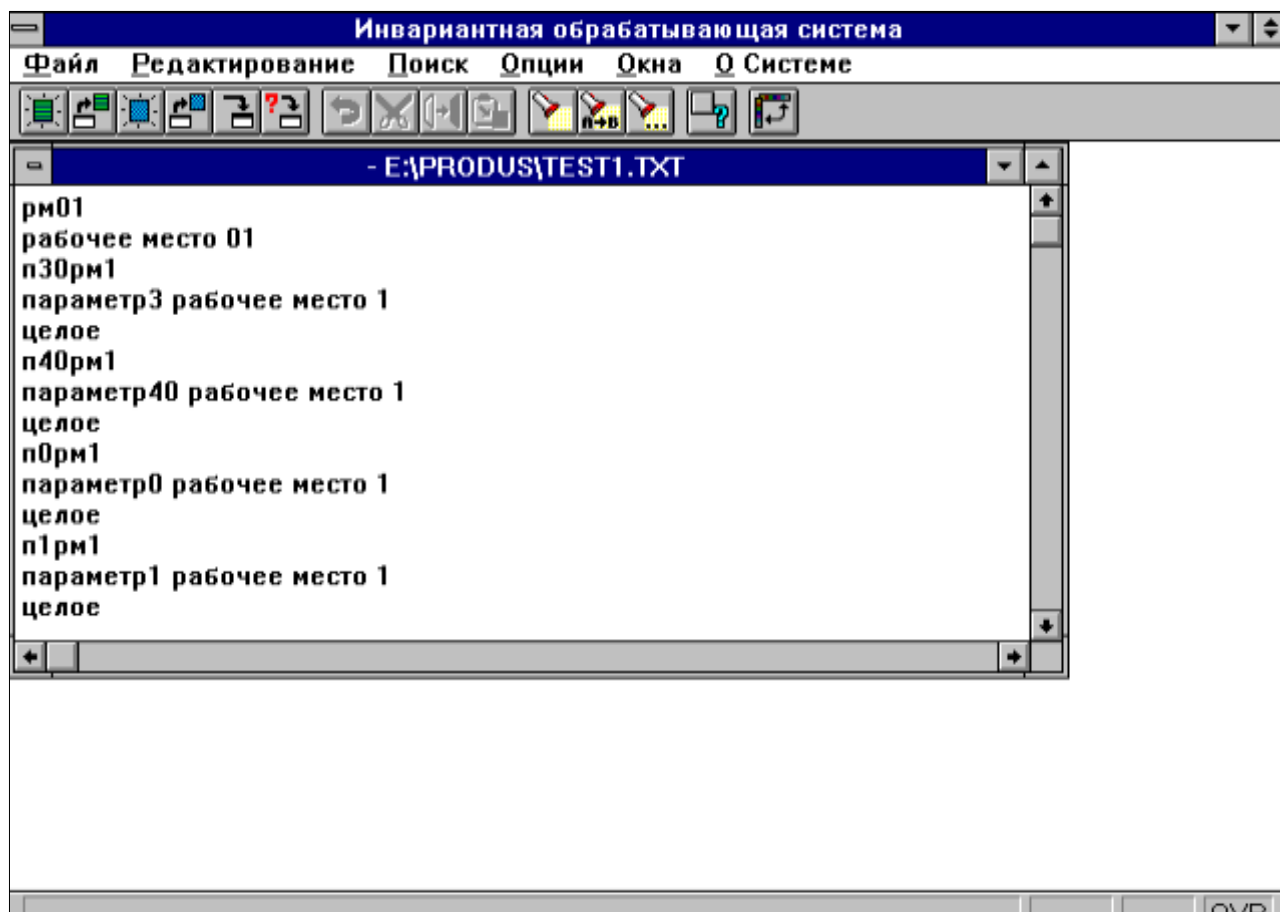 Инвариантная обрабатывающая система
Файл Редактирование Поиск Опции Окна О Системе
п→в
- E:\PRODUS\TEST1.TXT
рм01
рабочее место 01
п30рм1
параметр3 рабочее место 1
целое
п40рм1
параметр40 рабочее место 1
целое
п0рм1
параметр0 рабочее место 1
целое
п1рм1
параметр1 рабочее место 1
целое
OVR